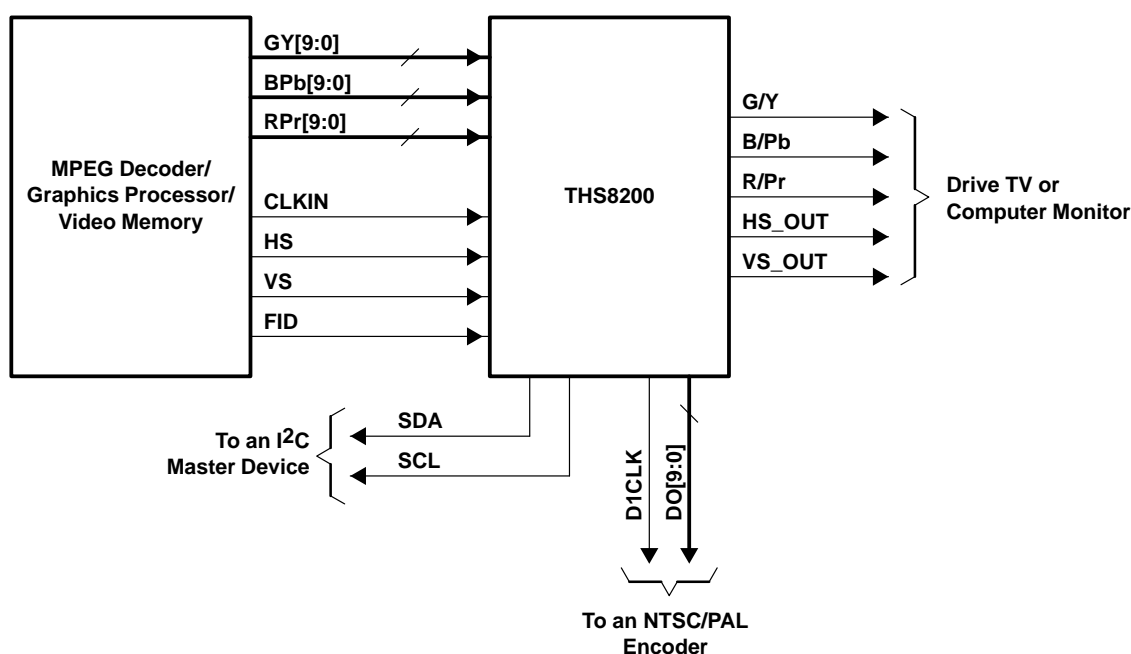 GY[9:0]
BPb[9:0]
RPr[9:0]
MPEG Decoder/
Graphics Processor/
Video Memory
CLKIN
HS
VS
FID
THS8200
G/Y
B/Pb
R/Pr
HS_OUT
VS_OUT
Drive TV or
Computer Monitor
To an I²C
Master Device
SDA
SCL
D1CLK
DO[9:0]
To an NTSC/PAL
Encoder